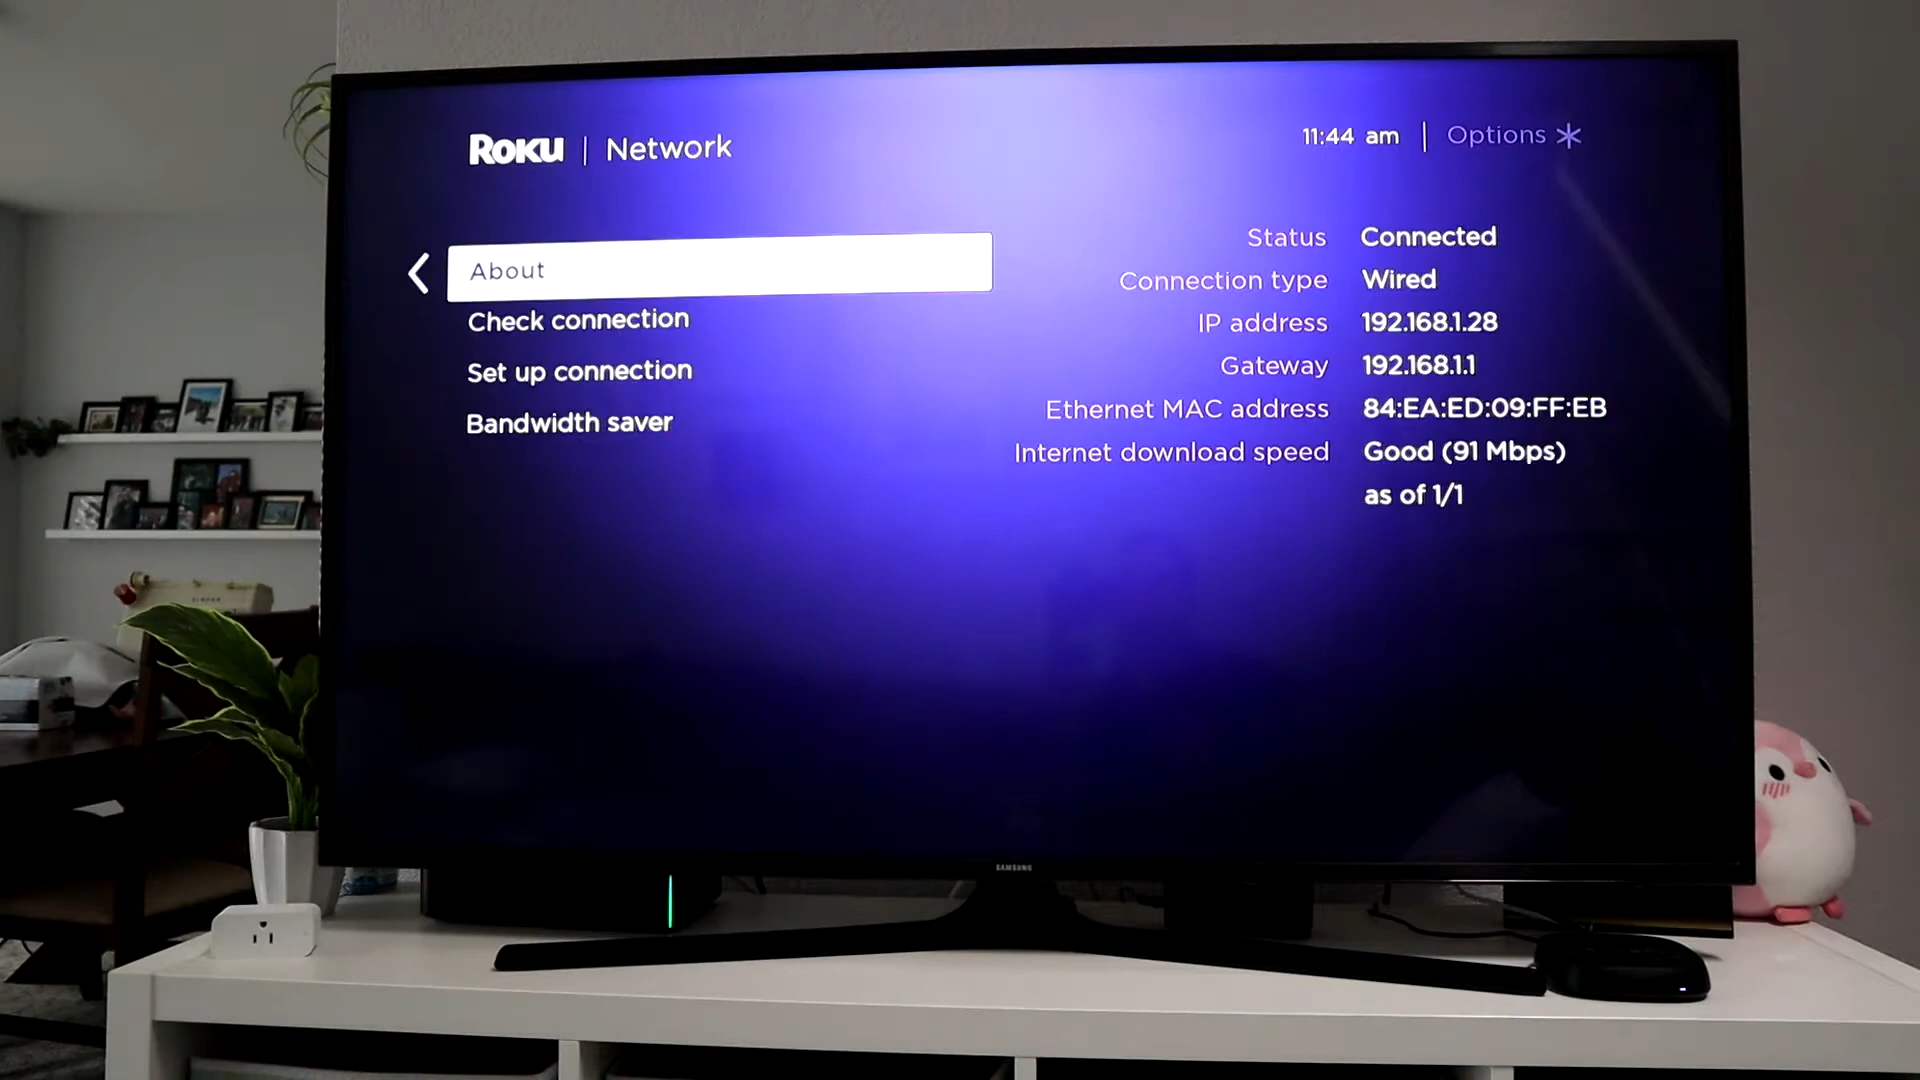 Roku | Network
11:44 am | Options *
About
Check connection
Set up connection
Bandwidth saver
Status Connected
Connection type Wired
IP address 192.168.1.28
Gateway 192.168.1.1
Ethernet MAC address 84:EA:ED:09:FF:EB
Internet download speed Good (91 Mbps)
as of 1/1
SAMSUNG
SINGER